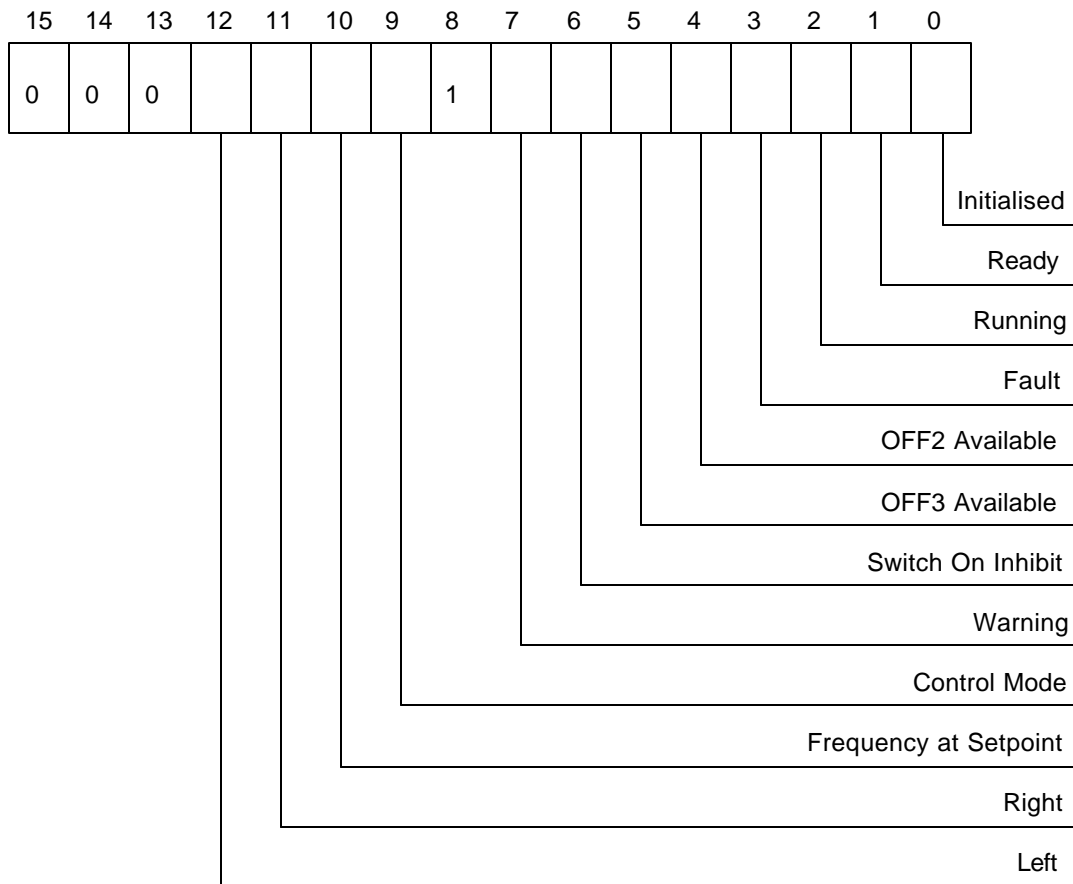 15 14 13 12 11 10 9 8 7 6 5 4 3 2 1 0
0 0 0 1
Initialised
Ready
Running
Fault
OFF2 Available
OFF3 Available
Switch On Inhibit
Warning
Control Mode
Frequency at Setpoint
Right
Left